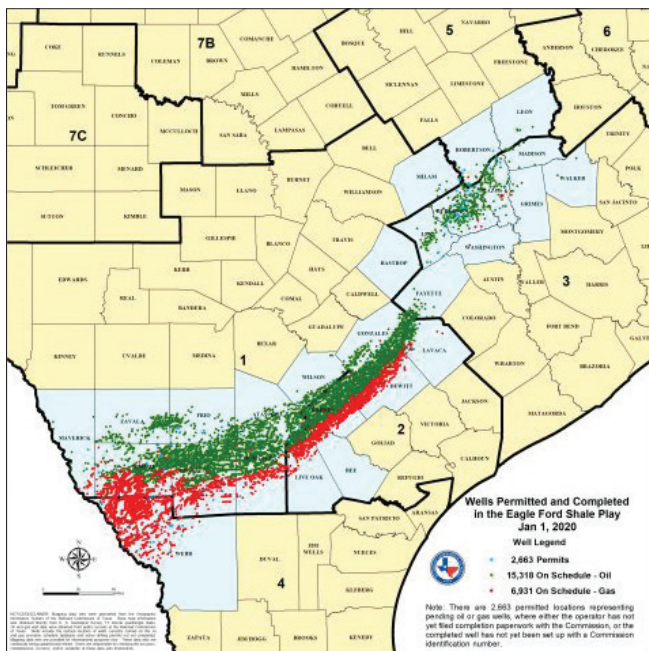 COKE
RUNNELS
COLEMAN
BROWN
COMANCHE
7B
HAMILTON
BOSQUE
HILL
NAVARRO
5
FREESTONE
ANDERSON
6
CHEROKEE
LIMESTONE
MCLENNAN
MILLS
CORYELL
FALLS
LEON
HOUSTON
TOM GREEN
CONCHO
MCCULLOCH
SAN SABA
LAMPASAS
7C
BELL
ROBERTSON
MADISON
TRINITY
POLK
SCHLEICHER
MENARD
BURNET
MILAM
WALKER
SAN JACINTO
MASON
LLANO
WILLIAMSON
GRIMES
SUTTON
KIMBLE
MONTGOMERY
GILLESPIE
BLANCO
TRAVIS
WASHINGTON
BASTROP
EDWARDS
KERR
HAYS
AUSTIN
WALLER
HARRIS
3
REAL
KENDALL
COMAL
CALDWELL
FAYETTE
BANDERA
COLORADO
FORT BEND
GUADALUPE
GONZALES
KINNEY
UVALDE
MEDINA
1
BEXAR
LAVACA
WHARTON
BRAZORIA
WILSON
DEWITT
JACKSON
MATAGORDA
MAVERICK
ZAVALA
FRIO
2
VICTORIA
GOLIAD
CALHOUN
BEE
LIVE OAK
REFUGIO
ARANSAS
SAN PATRICIO
WEBB
DUVAL
JIM WELLS
NUECES
4
KLEBERG
ZAPATA
JIM HOGG
BROOKS
KENEDY
Wells Permitted and Completed
in the Eagle Ford Shale Play
Jan 1, 2020
Well Legend
2,663 Permits
15,318 On Schedule - Oil
6,931 On Schedule - Gas
Note: There are 2,663 permitted locations representing
pending oil or gas wells, where either the operator has not
yet filed completion paperwork with the Commission, or the
completed well has not yet been set up with a Commission
identification number.